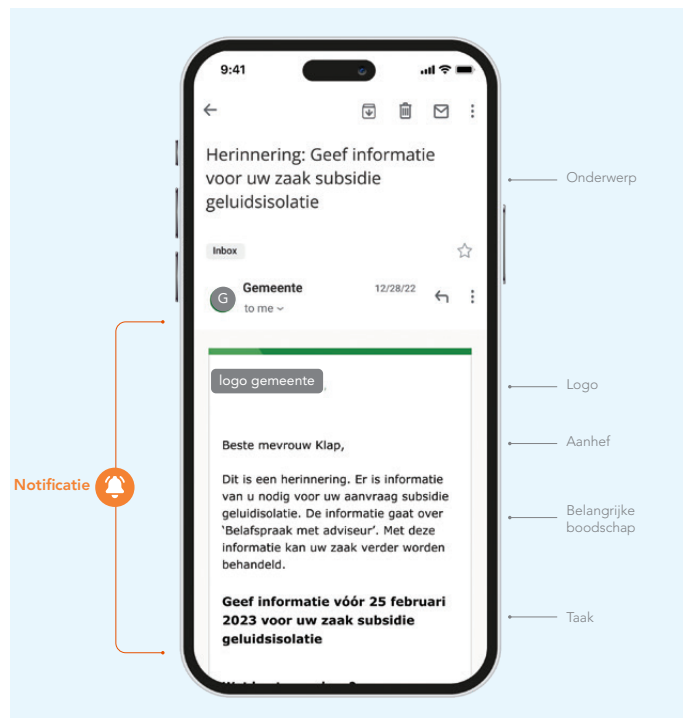 9:41
Herinnering: Geef informatie
voor uw zaak subsidie
geluidsisolatie
Onderwerp
Inbox
Gemeente
12/28/22
G
to me
logo gemeente
Logo
Aanhef
Beste mevrouw Klap,
Dit is een herinnering. Er is informatie
van u nodig voor uw aanvraag subsidie
geluidisolatie. De informatie gaat over
‘Belafspraak met adviseur’. Met deze
informatie kan uw zaak verder worden
behandeld.
Notificatie
Belangrijke
boodschap
Geef informatie vóór 25 februari
2023 voor uw zaak subsidie
geluidsisolatie
Taak